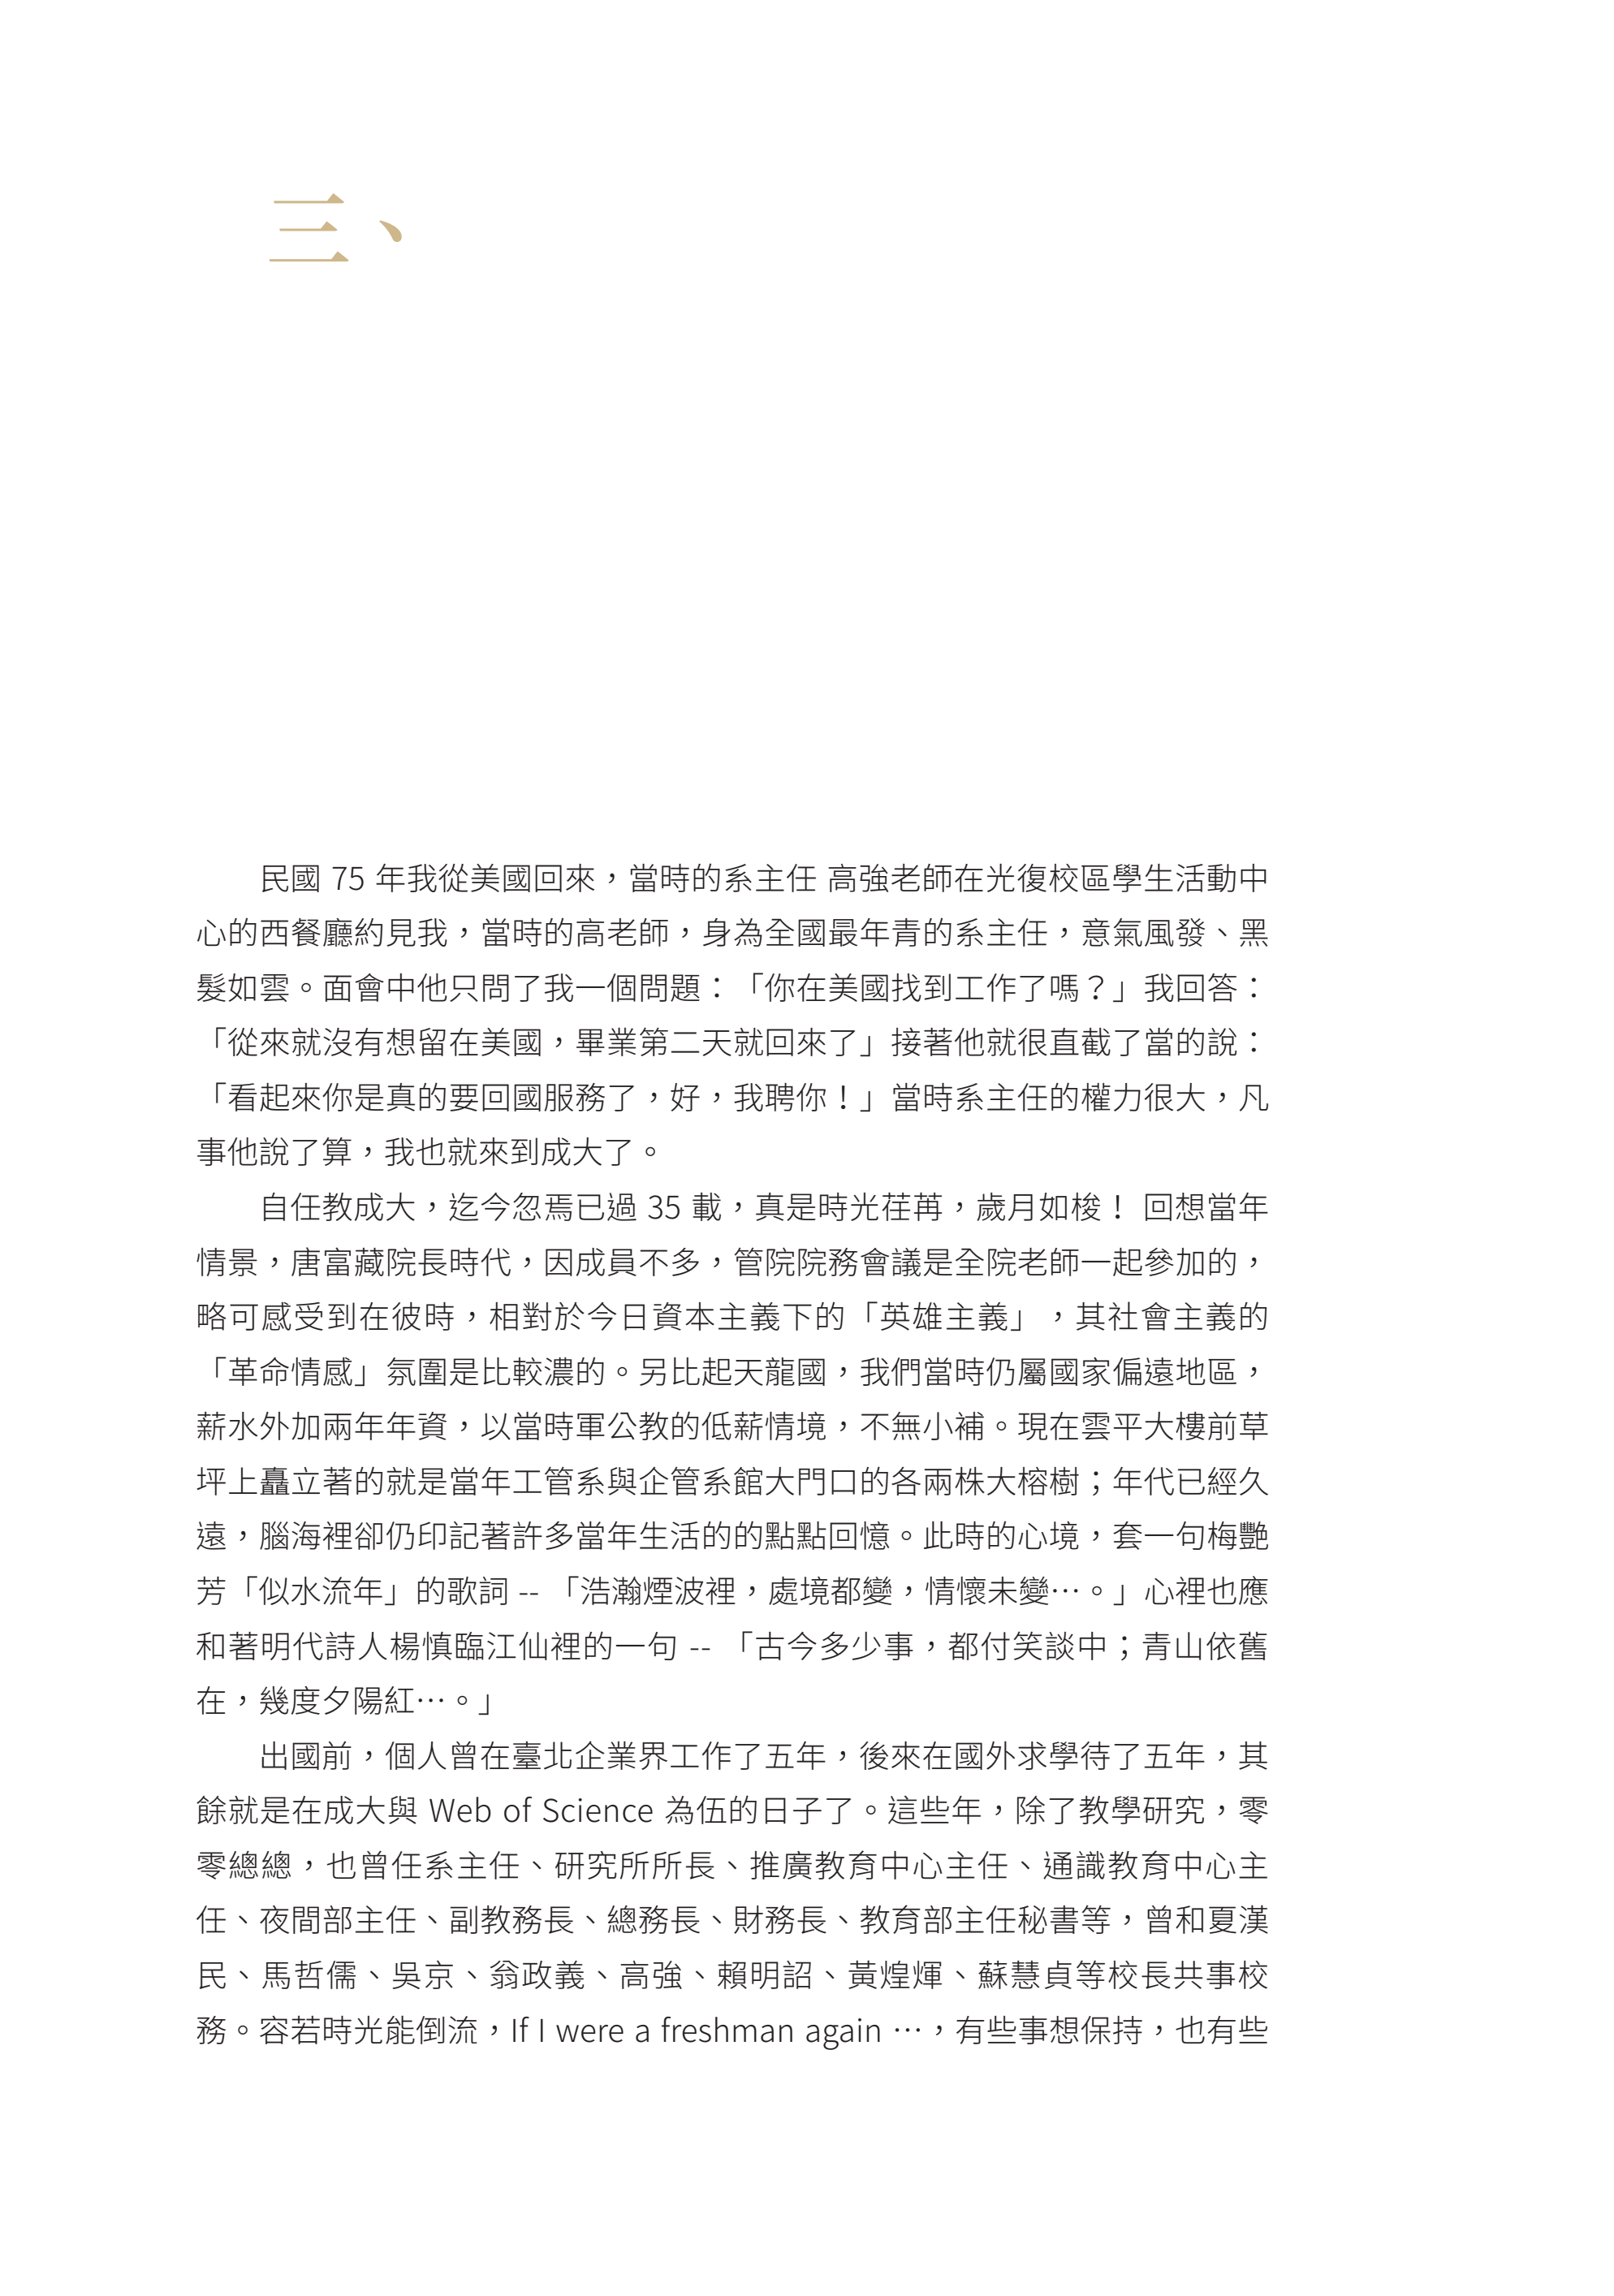 三、
民國 75 年我從美國回來，當時的系主任 高強老師在光復校區學生活動中
心的西餐廳約見我，當時的高老師，身為全國最年青的系主任，意氣風發、黑
髮如雲。面會中他只問了我一個問題：「你在美國找到工作了嗎？」我回答：
「從來就沒有想留在美國，畢業第二天就回來了」接著他就很直截了當的說：
「看起來你是真的要回國服務了，好，我聘你！」當時系主任的權力很大，凡
事他說了算，我也就來到成大了。
自任教成大，迄今忽焉已過 35 載，真是時光荏苒，歲月如梭！ 回想當年
情景，唐富藏院長時代，因成員不多，管院院務會議是全院老師一起參加的，
略可感受到在彼時，相對於今日資本主義下的「英雄主義」，其社會主義的
「革命情感」氛圍是比較濃的。另比起天龍國，我們當時仍屬國家偏遠地區，
薪水外加兩年年資，以當時軍公教的低薪情境，不無小補。現在雲平大樓前草
坪上矗立著的就是當年工管系與企管系館大門口的各兩株大榕樹；年代已經久
遠，腦海裡卻仍印記著許多當年生活的的點點回憶。此時的心境，套一句梅艷
芳「似水流年」的歌詞 -- 「浩瀚煙波裡，處境都變，情懷未變…。」心裡也應
和著明代詩人楊慎臨江仙裡的一句 -- 「古今多少事，都付笑談中；青山依舊
在，幾度夕陽紅…。」
出國前，個人曾在臺北企業界工作了五年，後來在國外求學待了五年，其
餘就是在成大與 Web of Science 為伍的日子了。這些年，除了教學研究，零
零總總，也曾任系主任、研究所所長、推廣教育中心主任、通識教育中心主
任、夜間部主任、副教務長、總務長、財務長、教育部主任秘書等，曾和夏漢
民、馬哲儒、吳京、翁政義、高強、賴明詔、黃煌煇、蘇慧貞等校長共事校
務。容若時光能倒流，If I were a freshman again …，有些事想保持，也有些